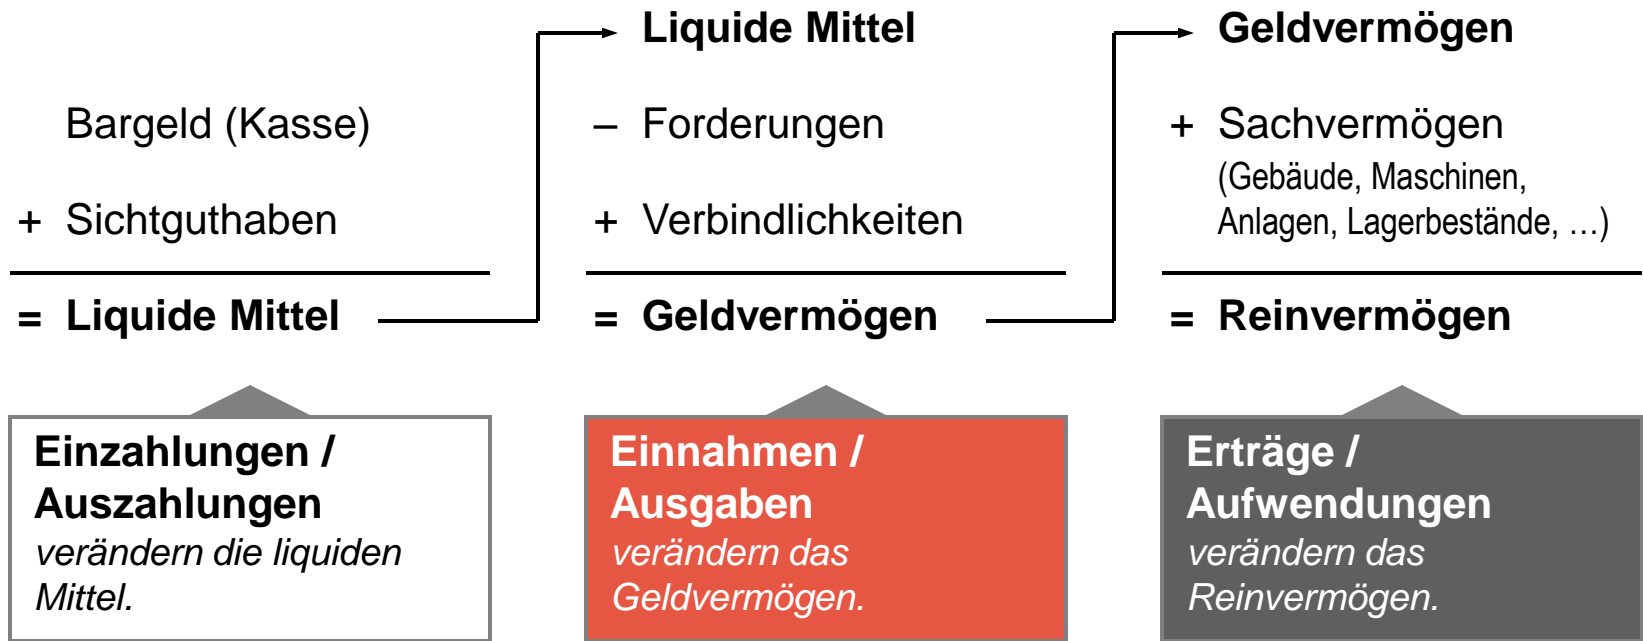 Bargeld (Kasse)
+ Sichtguthaben
= Liquide Mittel
Einzahlungen /
Auszahlungen
verändern die liquiden
Mittel.
Liquide Mittel
– Forderungen
+ Verbindlichkeiten
= Geldvermögen
Einnahmen /
Ausgaben
verändern das
Geldvermögen.
Geldvermögen
+ Sachvermögen
(Gebäude, Maschinen,
Anlagen, Lagerbestände, …)
= Reinvermögen
Erträge /
Aufwendungen
verändern das
Reinvermögen.